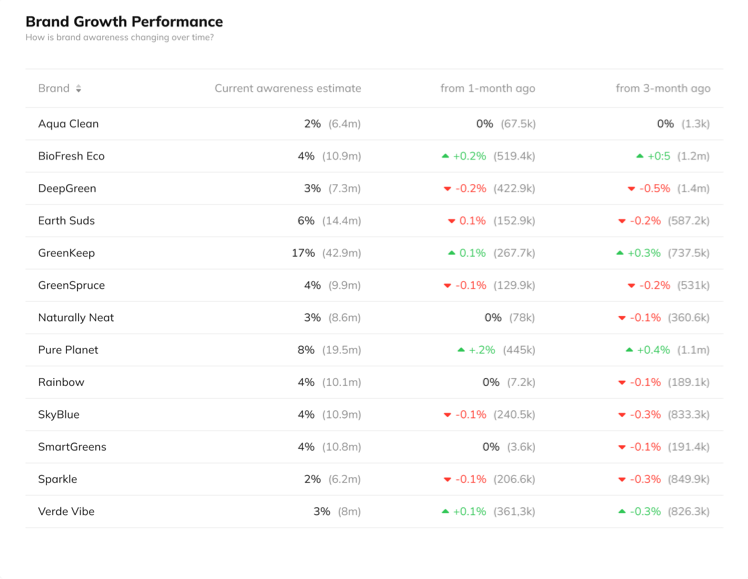 Brand Growth Performance
How is brand awareness changing over time?
Brand Current awareness estimate from 1-month ago from 3-month ago
Aqua Clean 2% (6.4m) 0% (67.5k) 0% (1.3k)
BioFresh Eco 4% (10.9m) +0.2% (519.4k) +0:5 (1.2m)
DeepGreen 3% (7.3m) -0.2% (422.9k) -0.5% (1.4m)
Earth Suds 6% (14.4m) 0.1% (152.9k) -0.2% (587.2k)
GreenKeep 17% (42.9m) 0.1% (267.7k) +0.3% (737.5k)
GreenSpruce 4% (9.9m) -0.1% (129.9k) -0.2% (531k)
Naturally Neat 3% (8.6m) 0% (78k) -0.1% (360.6k)
Pure Planet 8% (19.5m) +.2% (445k) +0.4% (1.1m)
Rainbow 4% (10.1m) 0% (7.2k) -0.1% (189.1k)
SkyBlue 4% (10.9m) -0.1% (240.5k) -0.3% (833.3k)
SmartGreens 4% (10.8m) 0% (3.6k) -0.1% (191.4k)
Sparkle 2% (6.2m) -0.1% (206.6k) -0.3% (849.9k)
Verde Vibe 3% (8m) +0.1% (361,3k) -0.3% (826.3k)